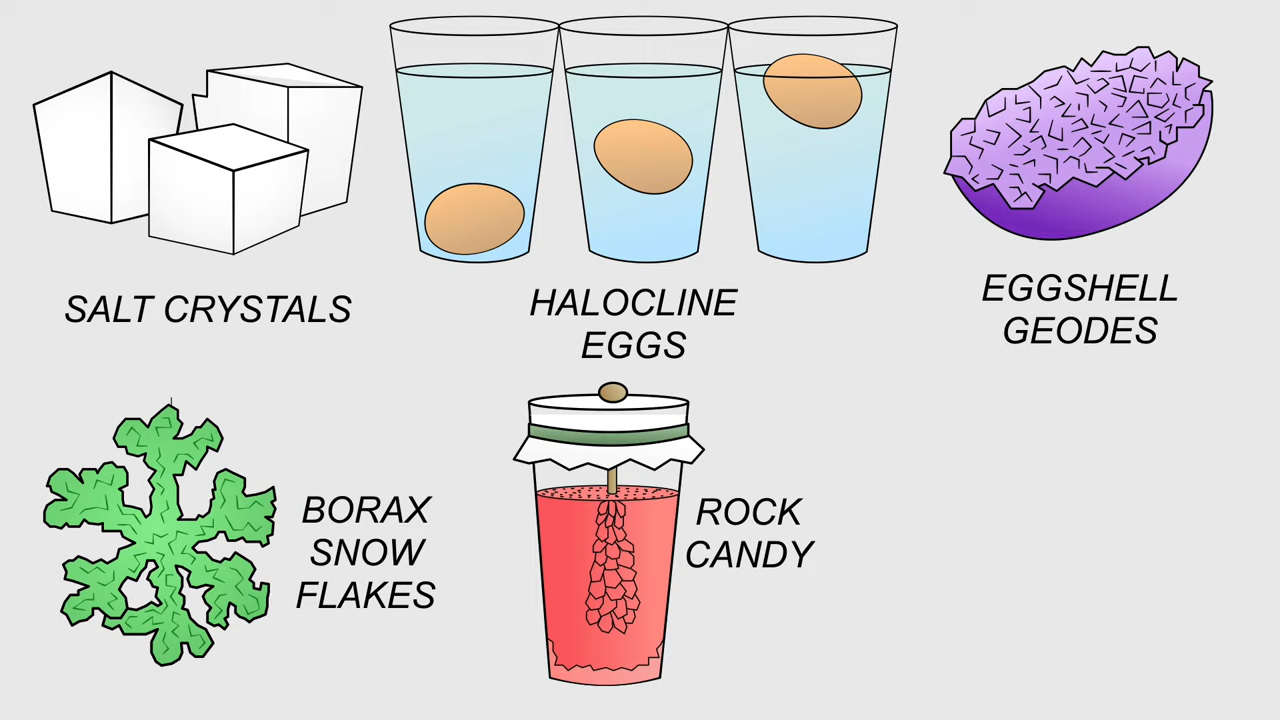 SALT CRYSTALS
HALOCLINE
EGGS
EGGSHELL
GEODES
BORAX
SNOW
FLAKES
ROCK
CANDY